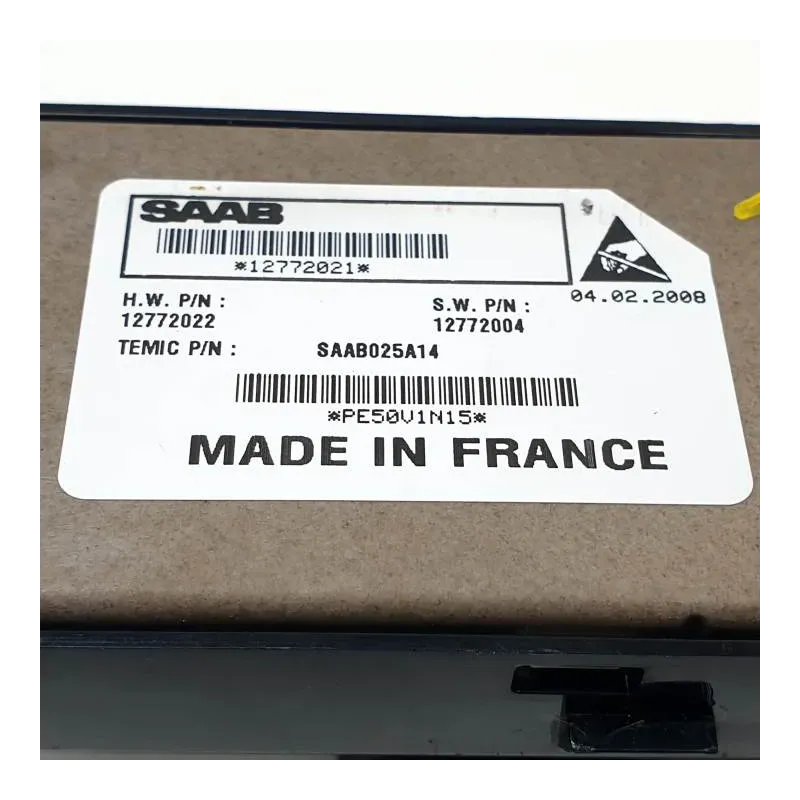 SAAB
*12772021*
04.02.2008
H.W. P/N : S.W. P/N :
12772022 12772004
TEMIC P/N : SAAB025A14
*PE50V1N15*
MADE IN FRANCE